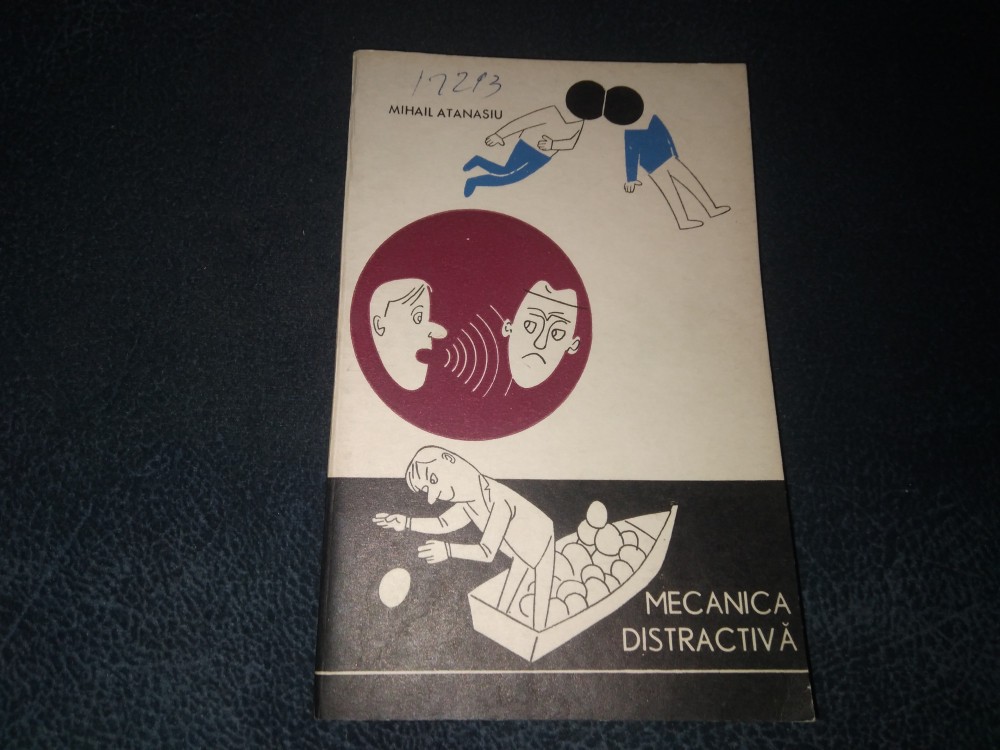 17213
MIHAIL ATANASIU
MECANICA
DISTRACTIVĂ